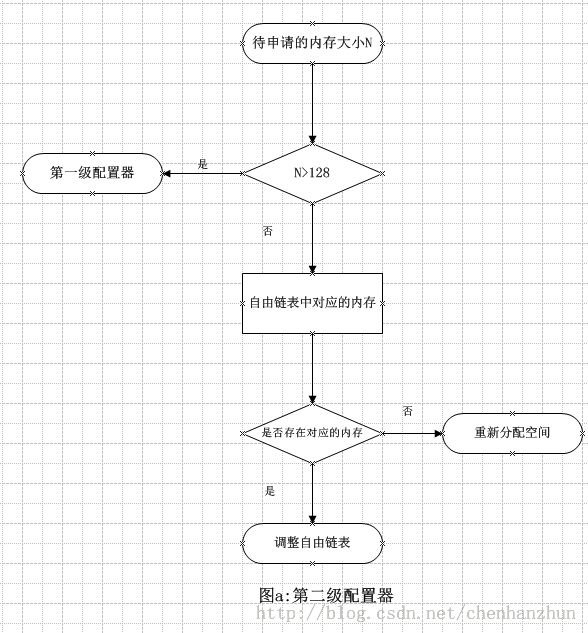 待申请的内存大小N
N>128
是
第一级配置器
否
自由链表中对应的内存
是否存在对应的内存
否
重新分配空间
是
调整自由链表
图a:第二级配置器
http://blog.csdn.net/chenhanzhun